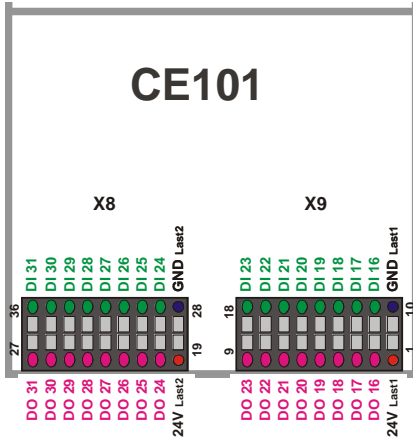 CE101
X8
X9
DI 31
DI 30
DI 29
DI 28
DI 27
DI 26
DI 25
DI 24
GND Last2
DI 23
DI 22
DI 21
DI 20
DI 19
DI 18
DI 17
DI 16
GND Last1
36
28
18
10
27
19
9
1
DO 31
DO 30
DO 29
DO 28
DO 27
DO 26
DO 25
DO 24
24V Last2
DO 23
DO 22
DO 21
DO 20
DO 19
DO 18
DO 17
DO 16
24V Last1